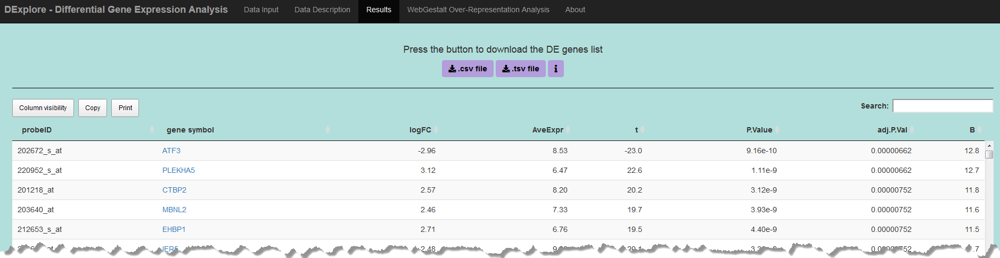 DExplore - Differential Gene Expression Analysis Data Input Data Description Results WebGestalt Over-Representation Analysis About
Press the button to download the DE genes list
.csv file .tsv file i
Column visibility Copy Print Search:
probeID gene symbol logFC AveExpr t P.Value adj.P.Val B
202672_s_at ATF3 -2.96 8.53 -23.0 9.16e-10 0.00000662 12.8
220952_s_at PLEKHA5 3.12 6.47 22.6 1.11e-9 0.00000662 12.7
201218_at CTBP2 2.57 8.20 20.2 3.12e-9 0.00000752 11.8
203640_at MBNL2 2.46 7.33 19.7 3.93e-9 0.00000752 11.6
212653_s_at EHBP1 2.71 6.76 19.5 4.40e-9 0.00000752 11.5
IER5 -2.48